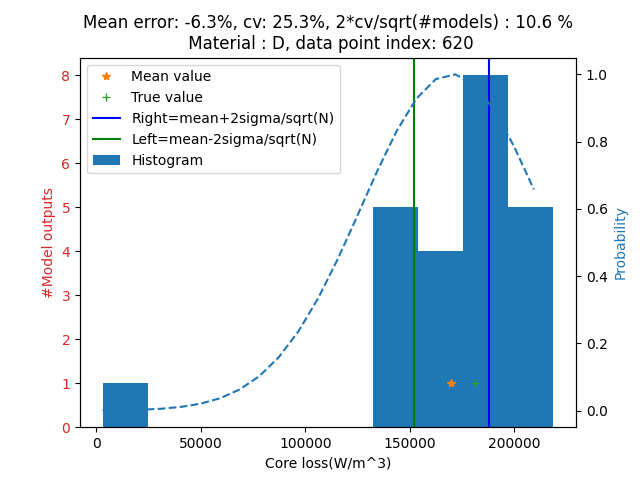 Mean error: -6.3%, cv: 25.3%, 2*cv/sqrt(#models) : 10.6 %
Material : D, data point index: 620
Mean value
True value
Right=mean+2sigma/sqrt(N)
Left=mean-2sigma/sqrt(N)
Histogram
#Model outputs
8
7
6
5
4
3
2
1
0
1.0
0.8
0.6
0.4
0.2
0.0
Probability
0 50000 100000 150000 200000
Core loss(W/m^3)